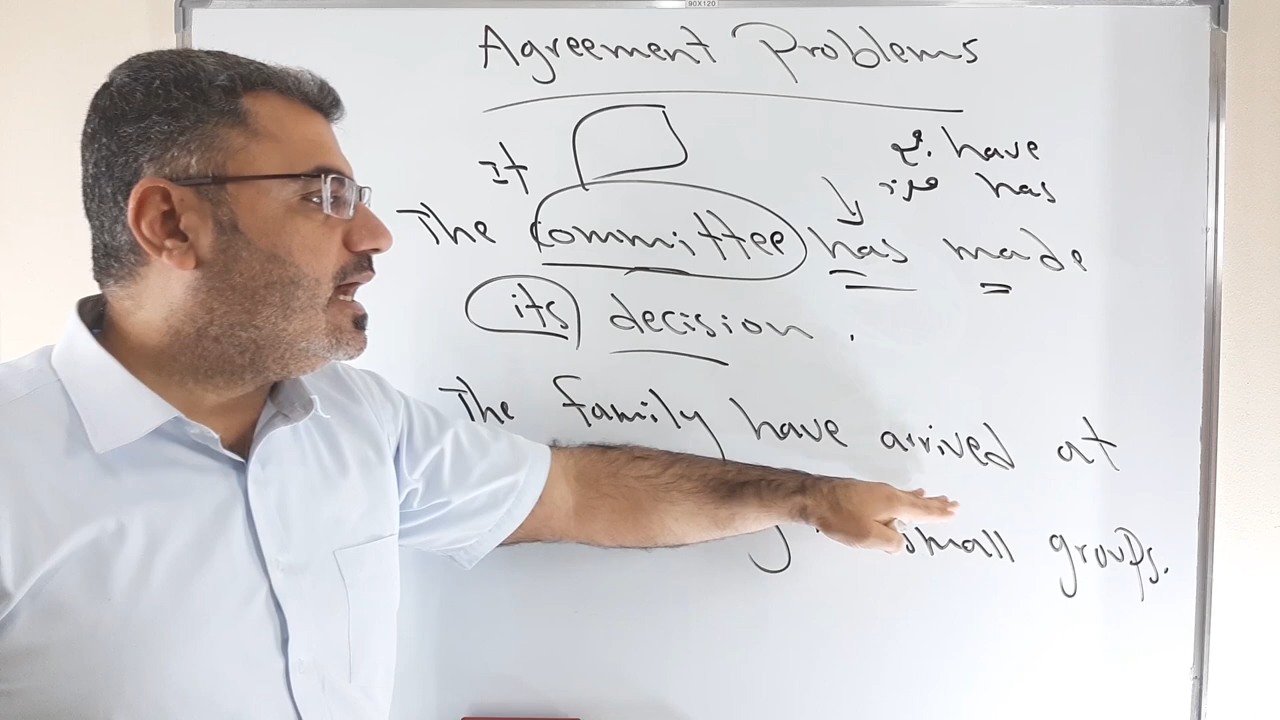 90X120
Agreement Problems
It
ج. have
مفرد has
The committee has made
its decision.
The family have arrived at
small groups.